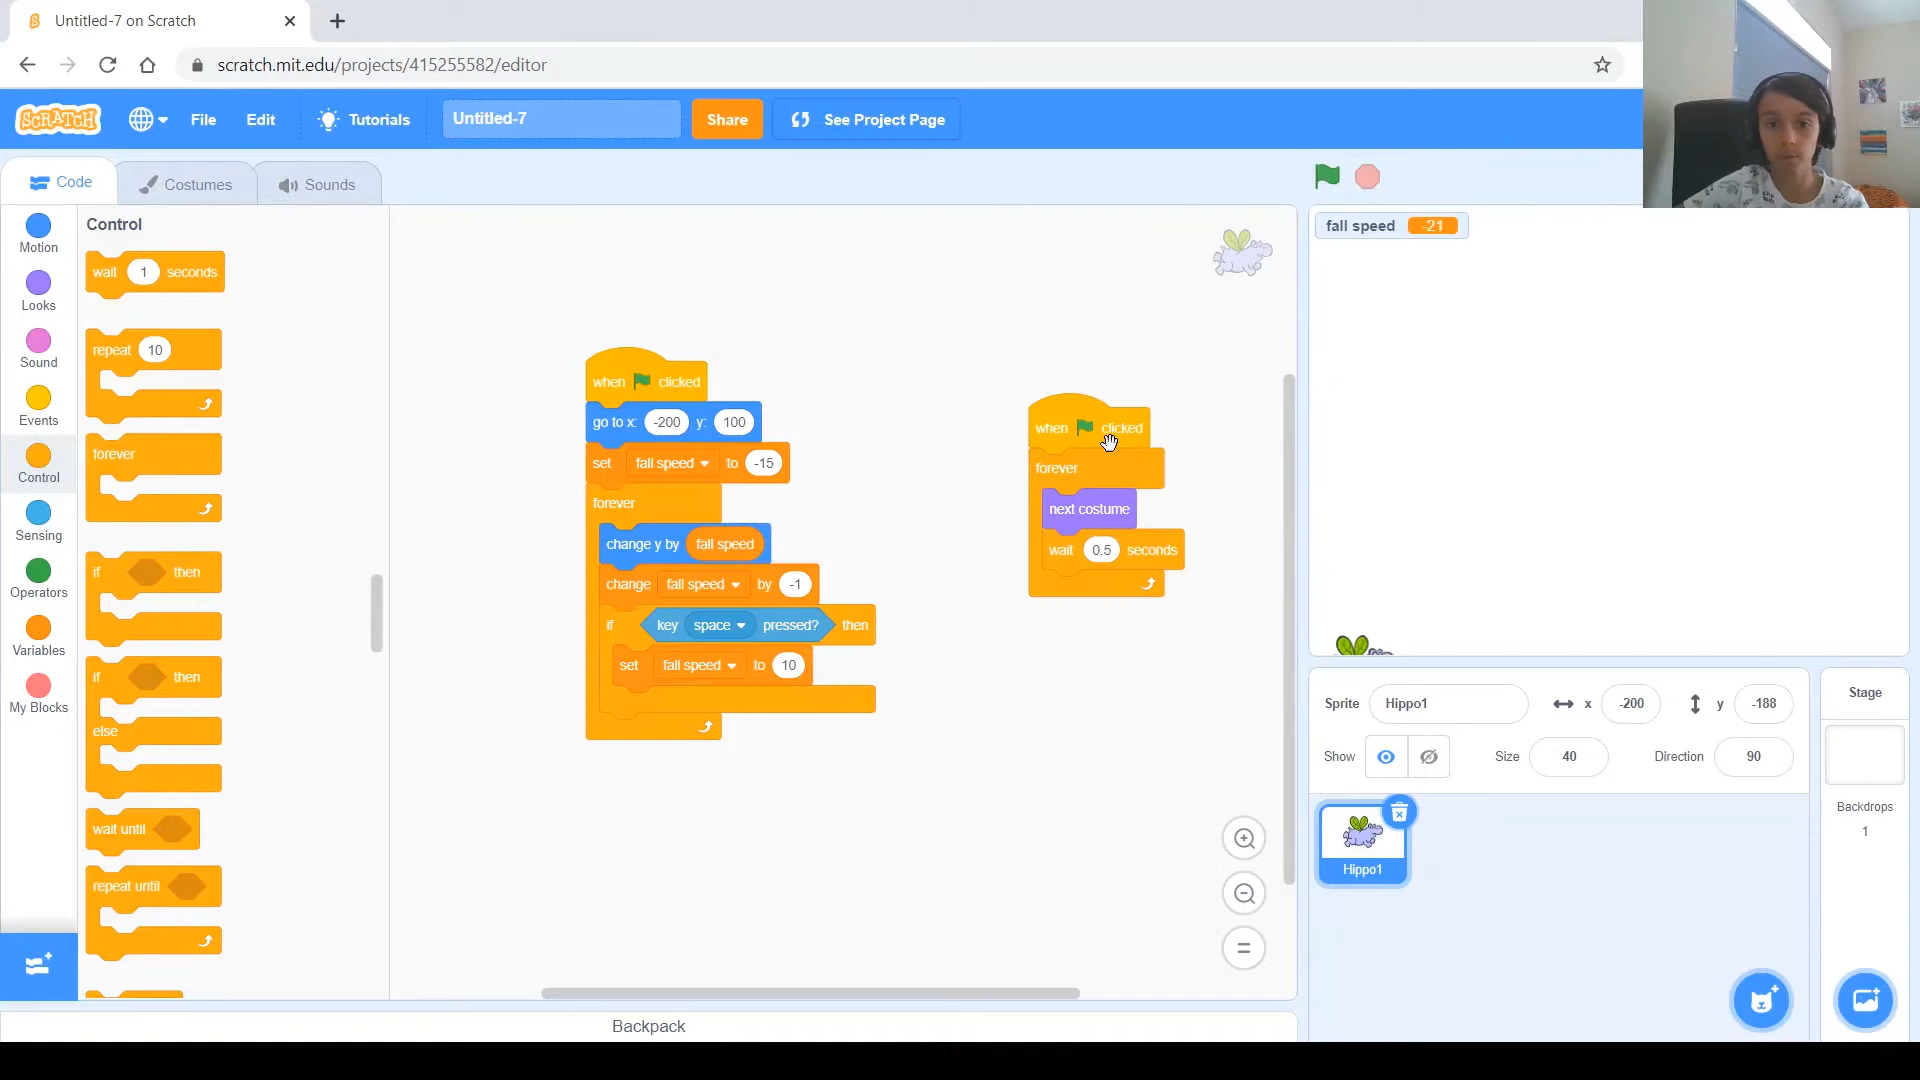 Untitled-7 on Scratch
scratch.mit.edu/projects/415255582/editor
SCRATCH
File
Edit
Tutorials
Untitled-7
Share
See Project Page
Code
Costumes
Sounds
Motion
Looks
Sound
Events
Control
Sensing
Operators
Variables
My Blocks
Control
wait 1 seconds
repeat 10
forever
if then
if then
else
wait until
repeat until
when clicked
go to x: -200 y: 100
set fall speed to -15
forever
change y by fall speed
change fall speed by -1
if key space pressed? then
set fall speed to 10
when clicked
forever
next costume
wait 0.5 seconds
fall speed -21
Sprite Hippo1 x -200 y -188
Show Size 40 Direction 90
Hippo1
Stage
Backdrops
1
Backpack